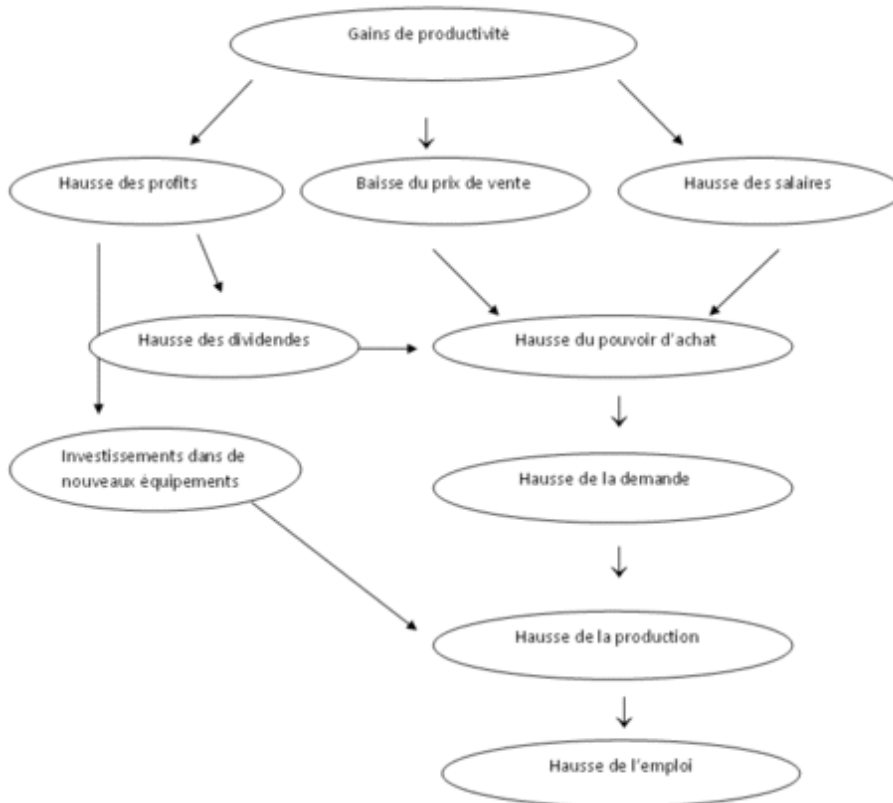 Gains de productivité
Hausse des profits
Baisse du prix de vente
Hausse des salaires
Hausse des dividendes
Hausse du pouvoir d'achat
Investissements dans de
nouveaux équipements
Hausse de la demande
Hausse de la production
Hausse de l'emploi